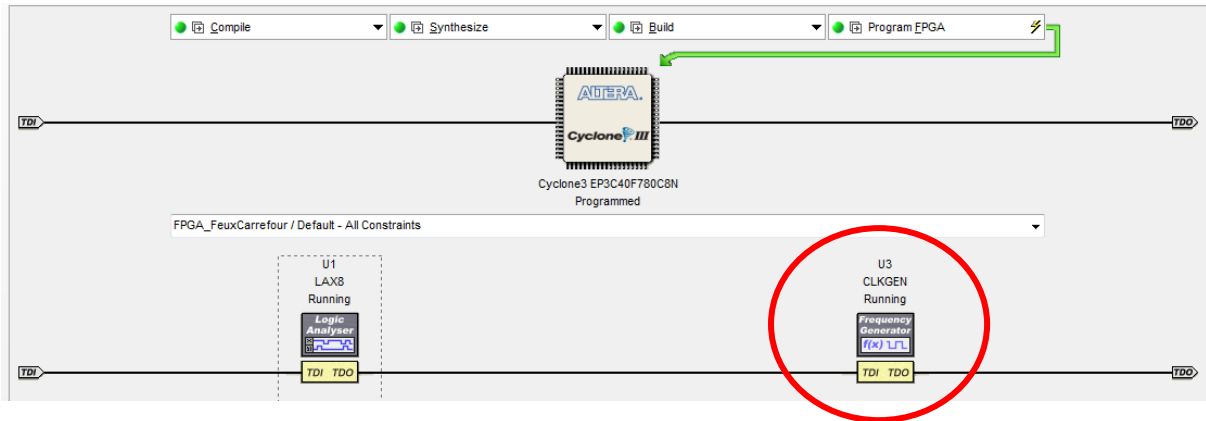 Compile Synthesize Build Program FPGA
ALTERA.
TDI TDO
Cyclone III
Cyclone3 EP3C40F780C8N
Programmed
FPGA_FeuxCarrefour / Default - All Constraints
U1 U3
LAX8 CLKGEN
Running Running
Logic Frequency
Analyser Generator
f(x)
TDI TDI TDO TDI TDO TDO